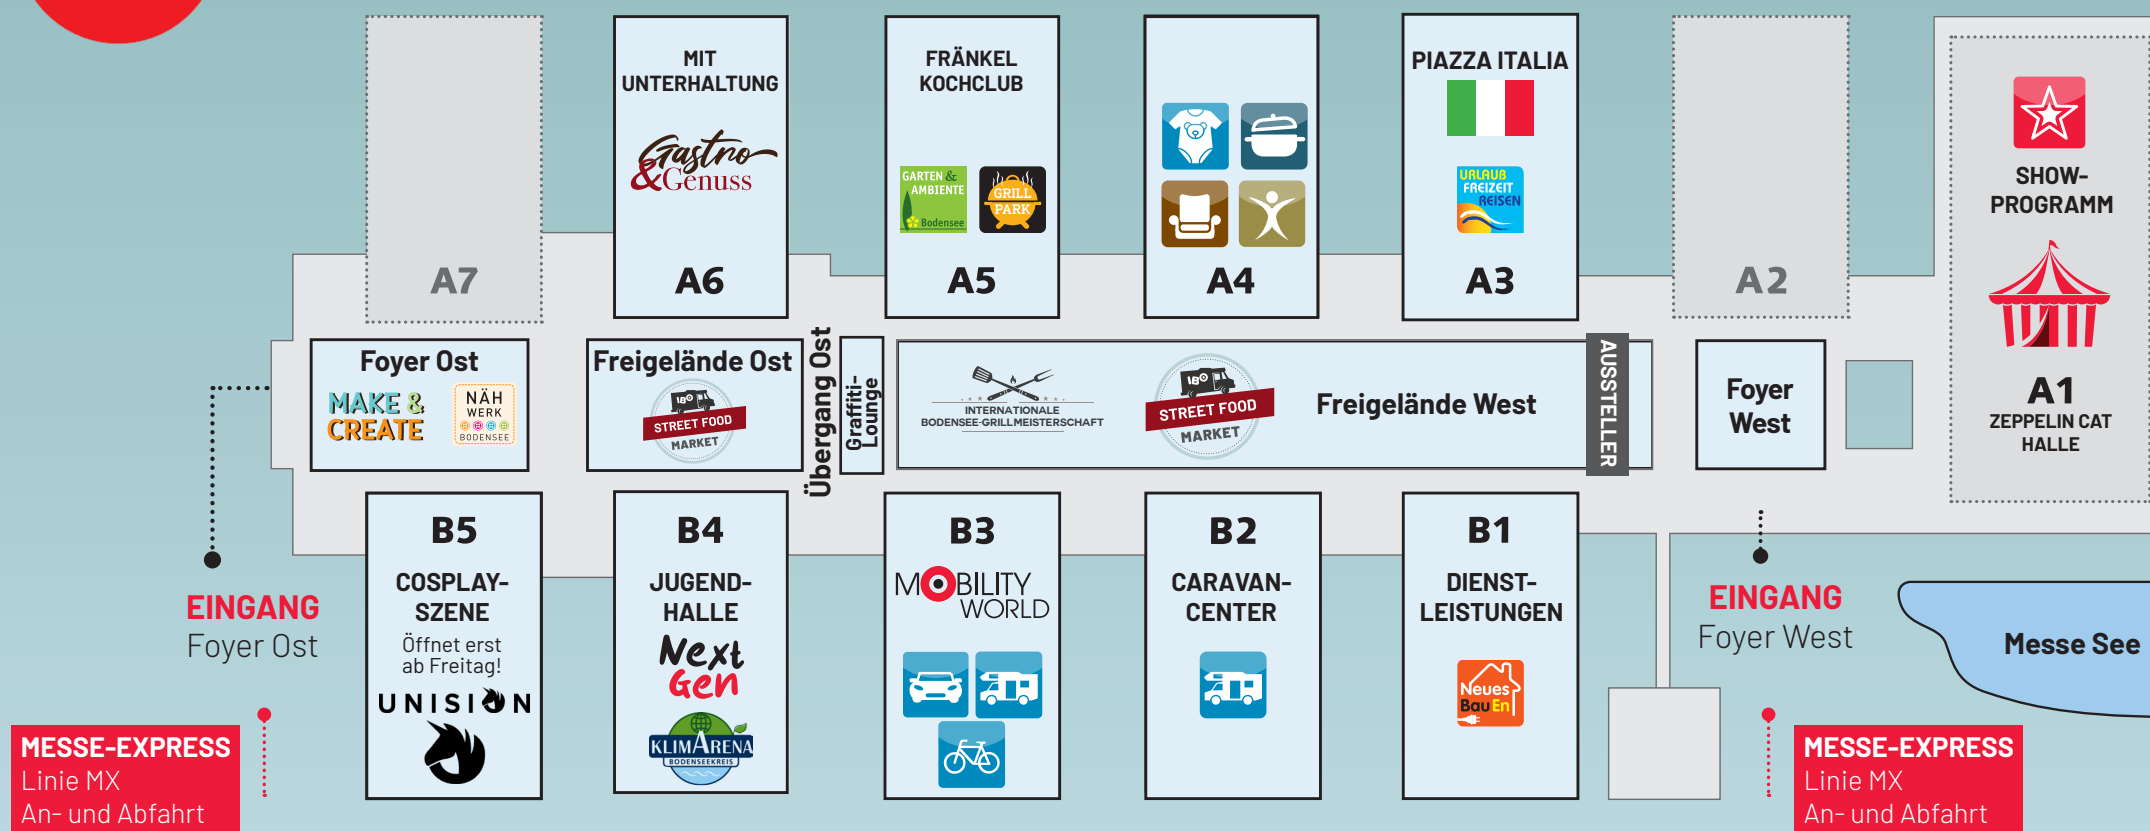 MIT
UNTERHALTUNG
Gastro
& Genuss
A6
A7
FRÄNKEL
KOCHCLUB
GARTEN &
AMBIENTE
Bodensee
GRILL
PARK
A5
A4
PIAZZA ITALIA
URLAUB
FREIZEIT
REISEN
A3
A2
SHOW-
PROGRAMM
A1
ZEPPELIN CAT
HALLE
Foyer Ost
MAKE &
CREATE
NÄH
WERK
BODENSEE
Freigelände Ost
IBO
STREET FOOD
MARKET
Übergang Ost
Graffiti-
Lounge
INTERNATIONALE
BODENSEE-GRILLMEISTERSCHAFT
IBO
STREET FOOD
MARKET
Freigelände West
AUSSTELLER
Foyer
West
B5
COSPLAY-
SZENE
Öffnet erst
ab Freitag!
UNISION
B4
JUGEND-
HALLE
Next
Gen
KLIMARENA
BODENSEEKREIS
B3
MOBILITY
WORLD
B2
CARAVAN-
CENTER
B1
DIENST-
LEISTUNGEN
Neues
BauEn
EINGANG
Foyer Ost
EINGANG
Foyer West
Messe See
MESSE-EXPRESS
Linie MX
An- und Abfahrt
MESSE-EXPRESS
Linie MX
An- und Abfahrt